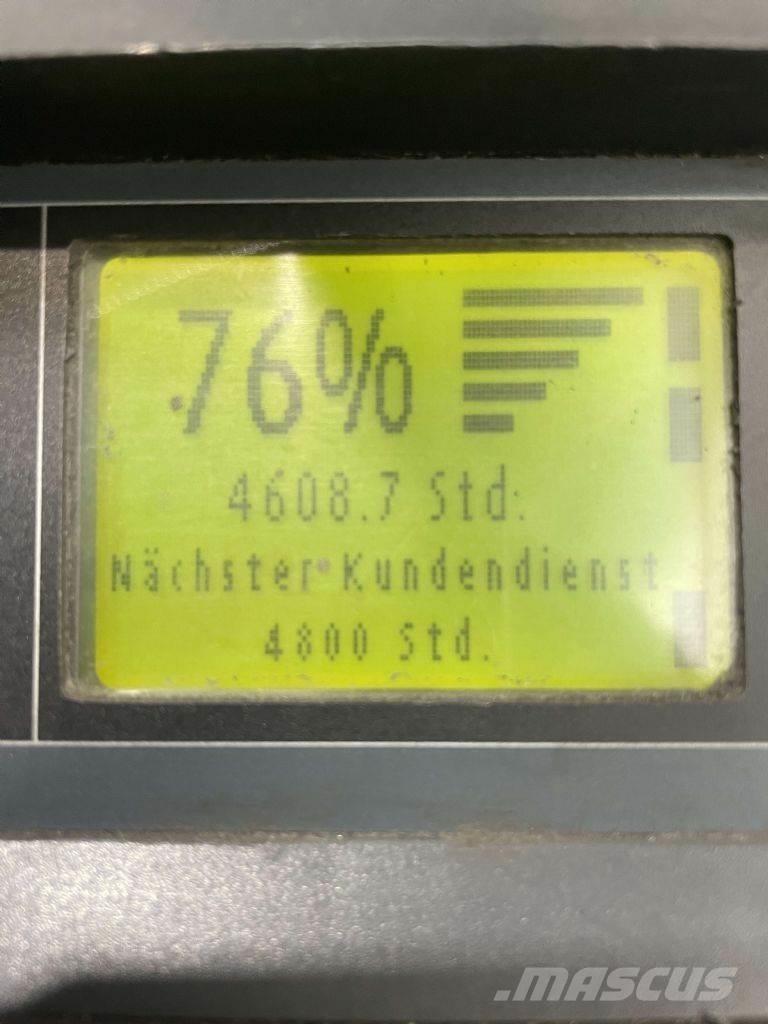 76%
4608.7 Std.
Nächster Kundendienst
4800 Std.
MASCUS